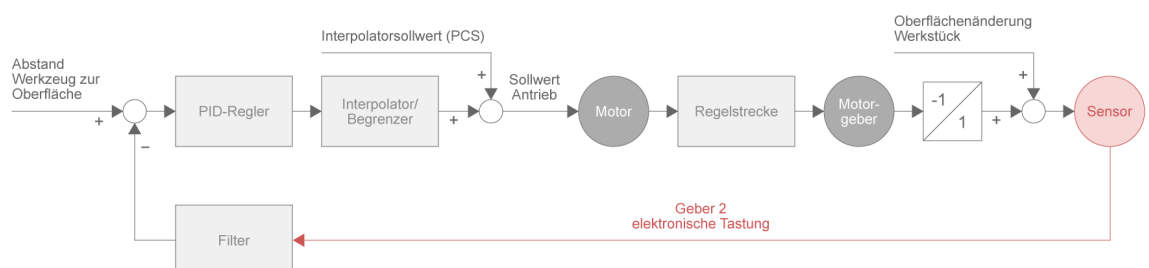 Abstand
Werkzeug zur
Oberfläche
+
−
PID-Regler
Interpolatorsollwert (PCS)
+
Interpolator/
Begrenzer
+
Sollwert
Antrieb
Motor
Regelstrecke
Motor-
geber
-1
1
Oberflächenänderung
Werkstück
+
+
Sensor
Geber 2
elektronische Tastung
Filter